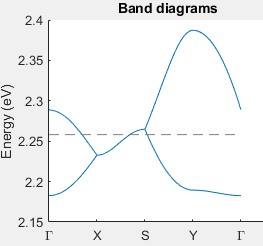 Band diagrams
2.4
2.35
2.3
2.25
2.2
2.15
Energy (eV)
Γ X S Y Γ